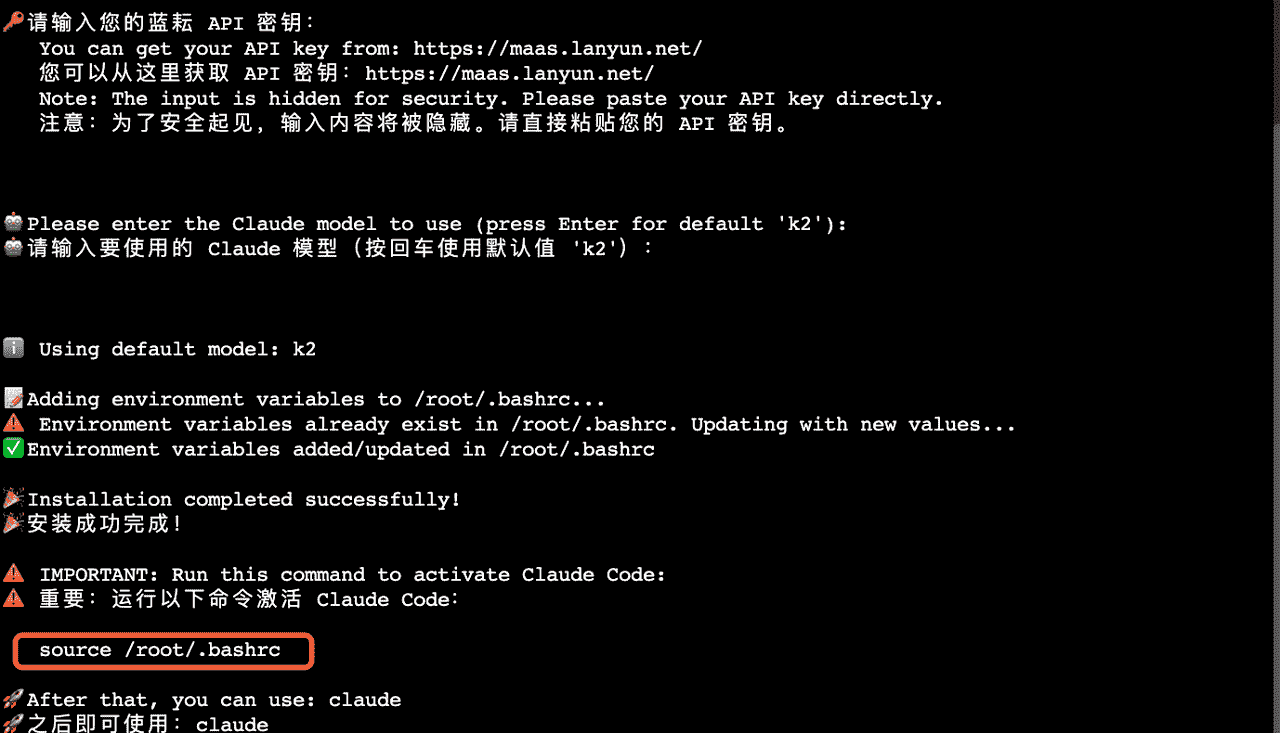 🔑请输入您的蓝耘 API 密钥：
You can get your API key from: https://maas.lanyun.net/
您可以从这里获取 API 密钥：https://maas.lanyun.net/
Note: The input is hidden for security. Please paste your API key directly.
注意：为了安全起见，输入内容将被隐藏。请直接粘贴您的 API 密钥。
🤖Please enter the Claude model to use (press Enter for default 'k2'):
🤖请输入要使用的 Claude 模型（按回车使用默认值 'k2'）：
ℹ️ Using default model: k2
📝Adding environment variables to /root/.bashrc...
⚠️ Environment variables already exist in /root/.bashrc. Updating with new values...
✅Environment variables added/updated in /root/.bashrc
🎉Installation completed successfully!
🎉安装成功完成！
⚠️ IMPORTANT: Run this command to activate Claude Code:
⚠️ 重要：运行以下命令激活 Claude Code：
source /root/.bashrc
🚀After that, you can use: claude
🚀之后即可使用：claude